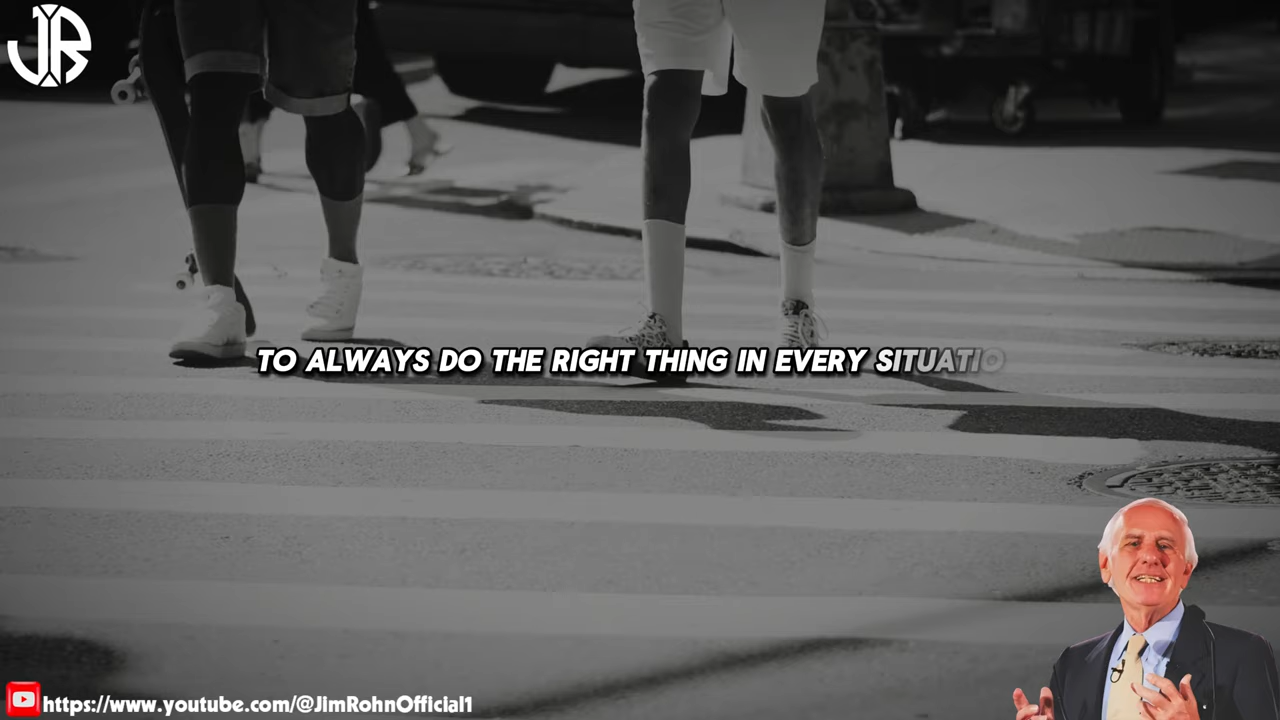 JR
TO ALWAYS DO THE RIGHT THING IN EVERY SITUATIO
https://www.youtube.com/@JimRohnOfficial1